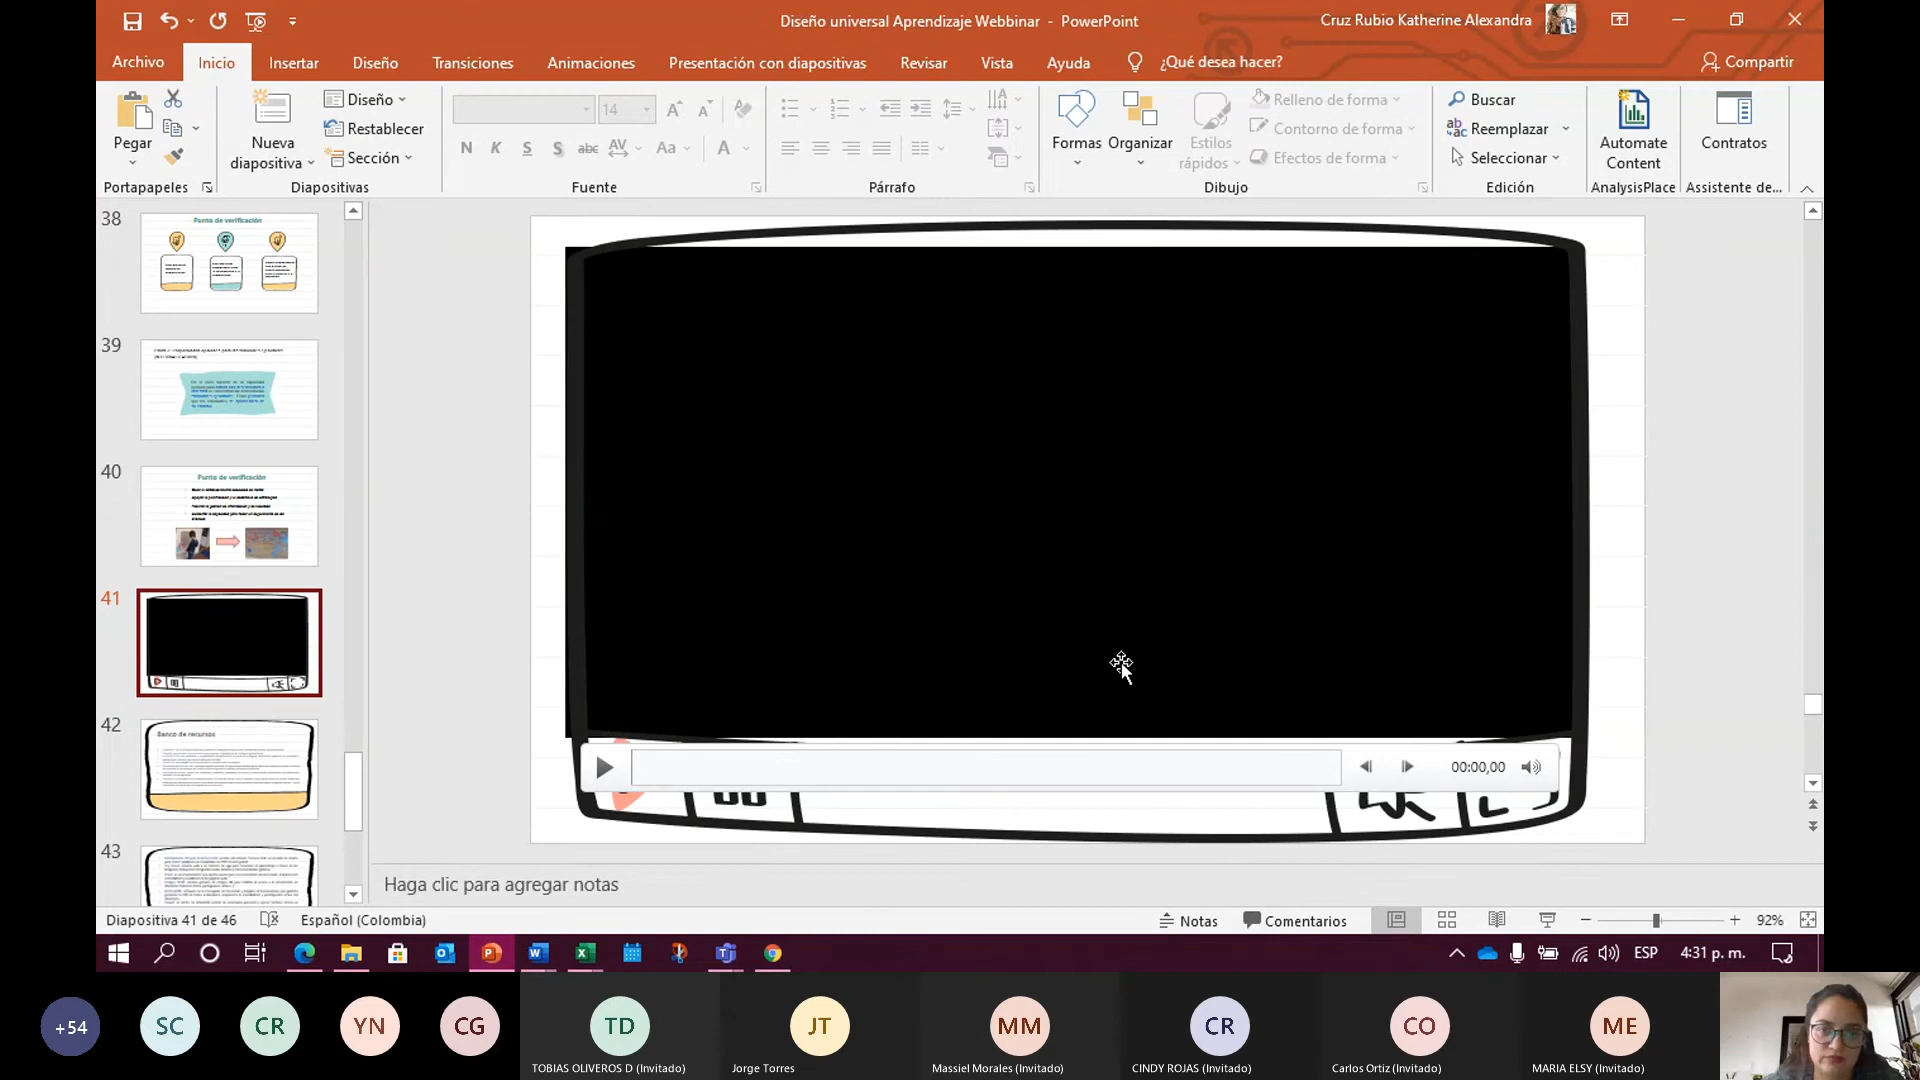 Diseño universal Aprendizaje Webbinar - PowerPoint
Cruz Rubio Katherine Alexandra
Archivo Inicio Insertar Diseño Transiciones Animaciones Presentación con diapositivas Revisar Vista Ayuda ¿Qué desea hacer? Compartir
Pegar
Nueva diapositiva
Diseño
Restablecer
Sección
14
N K S S abc AV Aa A
Formas
Organizar
Estilos rápidos
Relleno de forma
Contorno de forma
Efectos de forma
Buscar
Reemplazar
Seleccionar
Automate Content
Contratos
Portapapeles Diapositivas Fuente Párrafo Dibujo Edición AnalysisPlace Assistente de...
38
Punto de verificación
39
40
Punto de verificación
41
42
Banco de recursos
43
00:00,00
Haga clic para agregar notas
Diapositiva 41 de 46 Español (Colombia) Notas Comentarios 92%
ESP 4:31 p. m.
+54 SC CR YN CG TD JT MM CR CO ME
TOBIAS OLIVEROS D (Invitado) Jorge Torres Massiel Morales (Invitado) CINDY ROJAS (Invitado) Carlos Ortiz (Invitado) MARIA ELSY (Invitado)